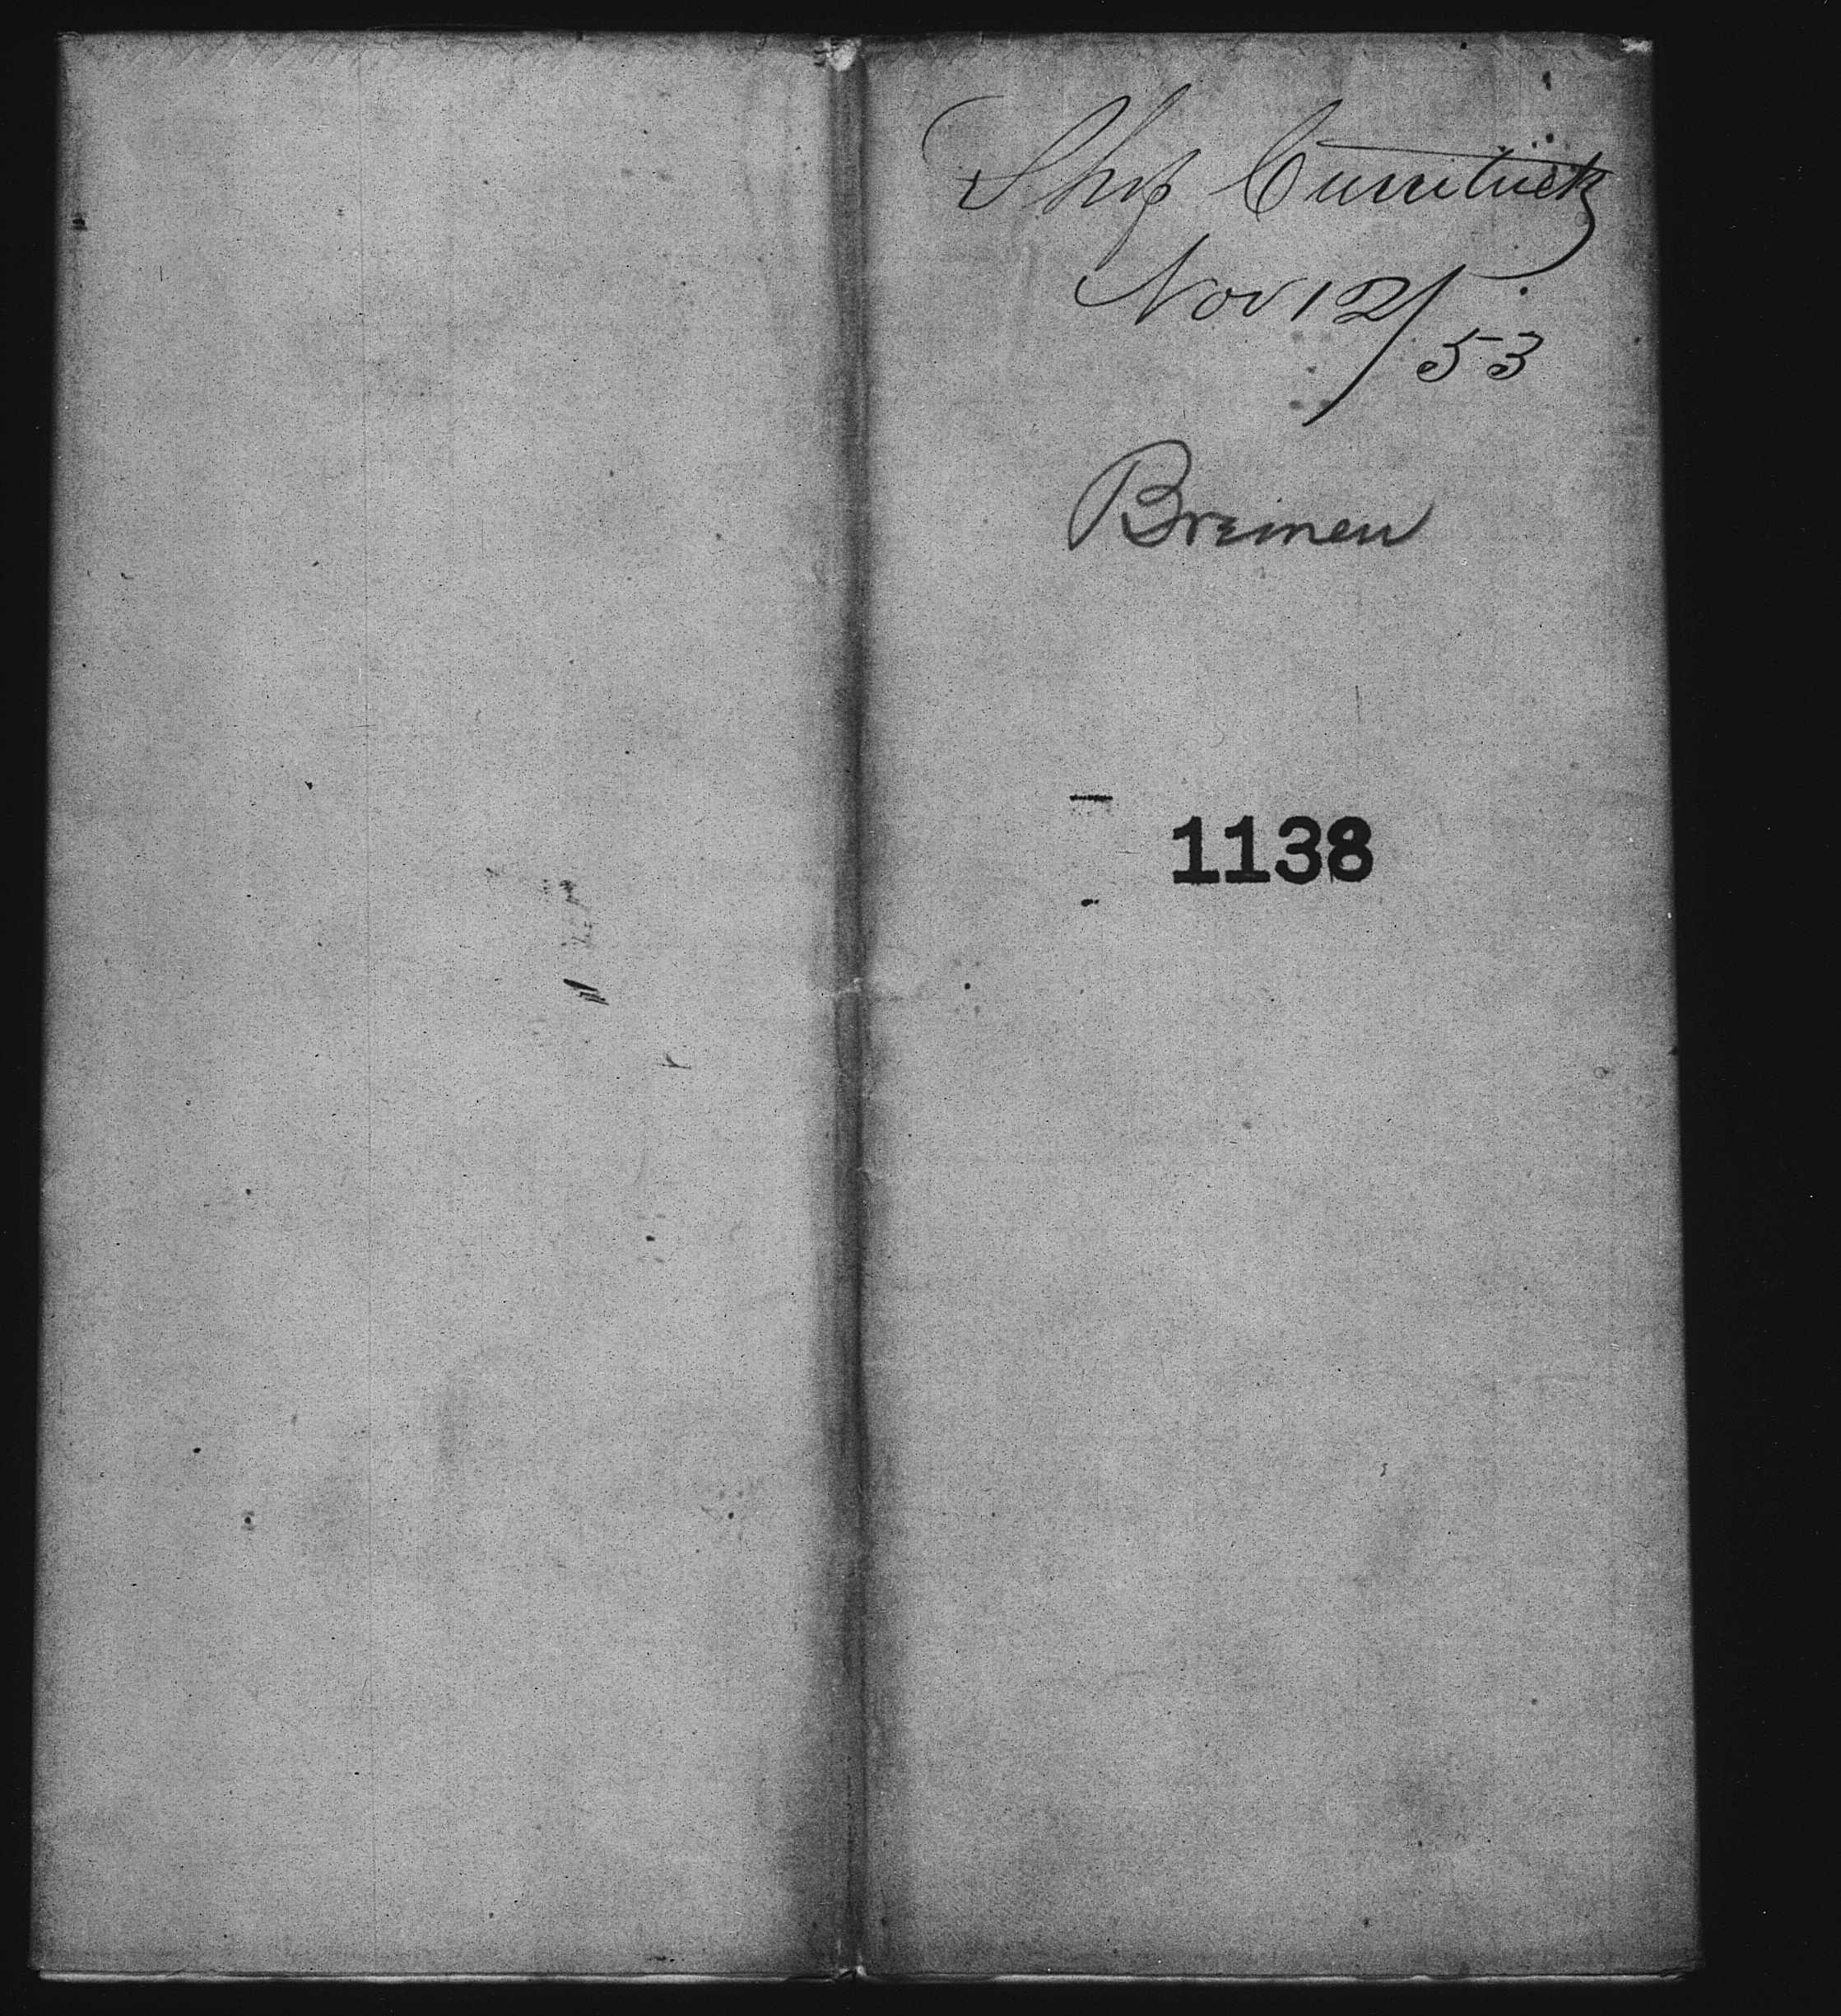 Ship Currituck
Nov 12/53
Bremen
1138